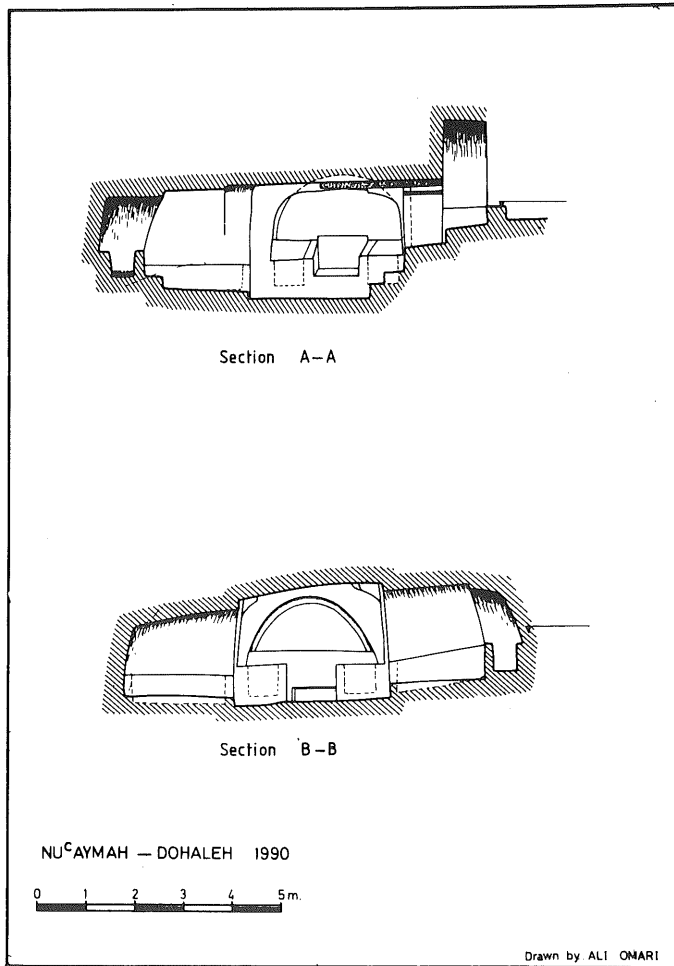 Section A–A
Section B–B
NUᶜAYMAH – DOHALEH 1990
0 1 2 3 4 5 m.
Drawn by ALI OMARI